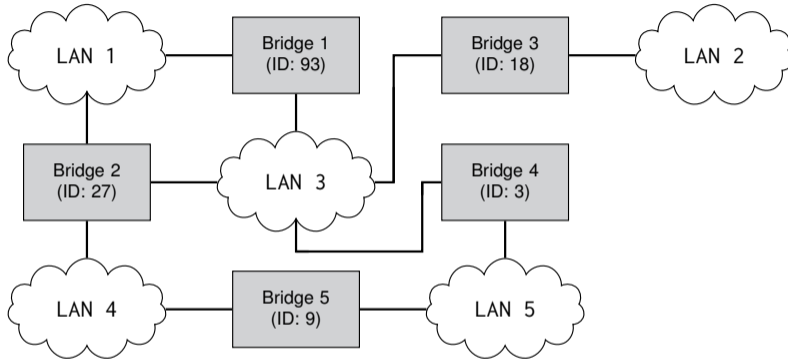 LAN 1
Bridge 1
(ID: 93)
Bridge 3
(ID: 18)
LAN 2
Bridge 2
(ID: 27)
LAN 3
Bridge 4
(ID: 3)
LAN 4
Bridge 5
(ID: 9)
LAN 5